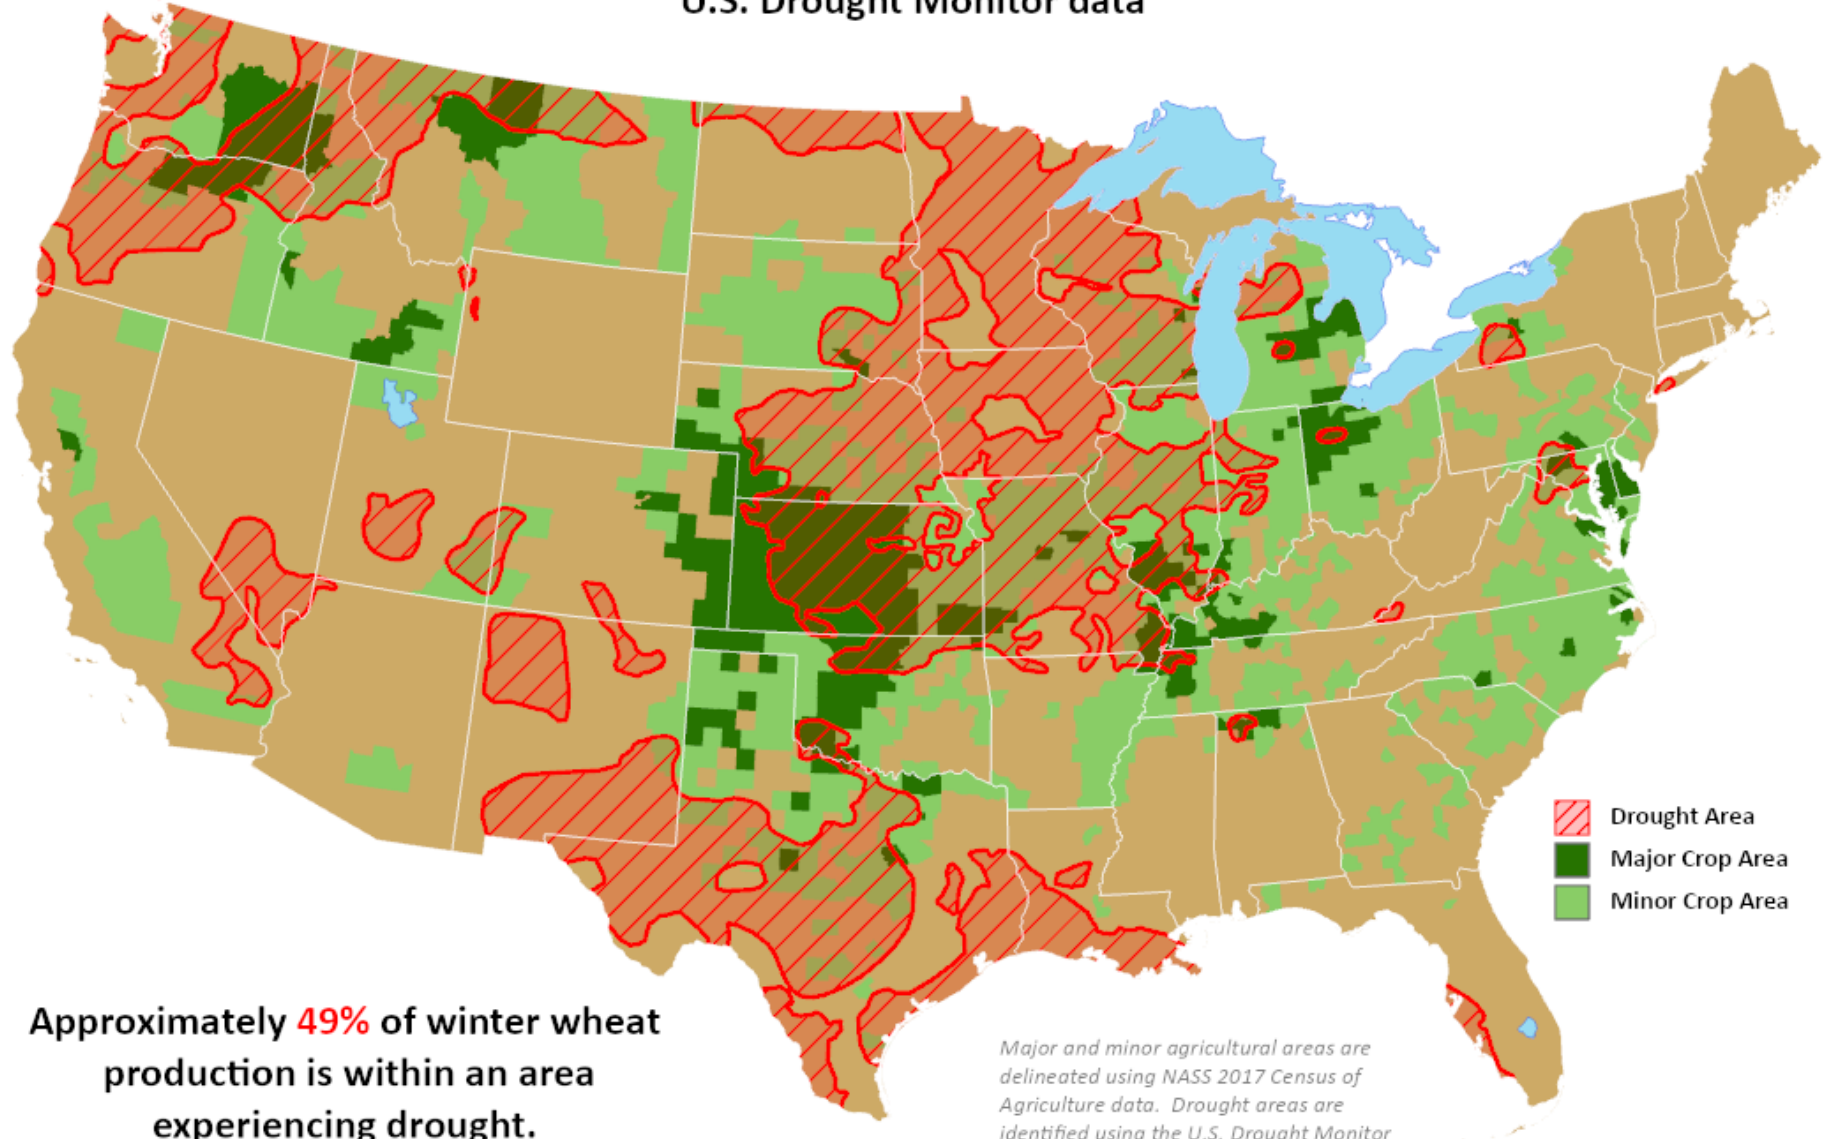 U.S. Drought Monitor data
Drought Area
Major Crop Area
Minor Crop Area
Approximately 49% of winter wheat
production is within an area
experiencing drought.
Major and minor agricultural areas are
delineated using NASS 2017 Census of
Agriculture data. Drought areas are
identified using the U.S. Drought Monitor